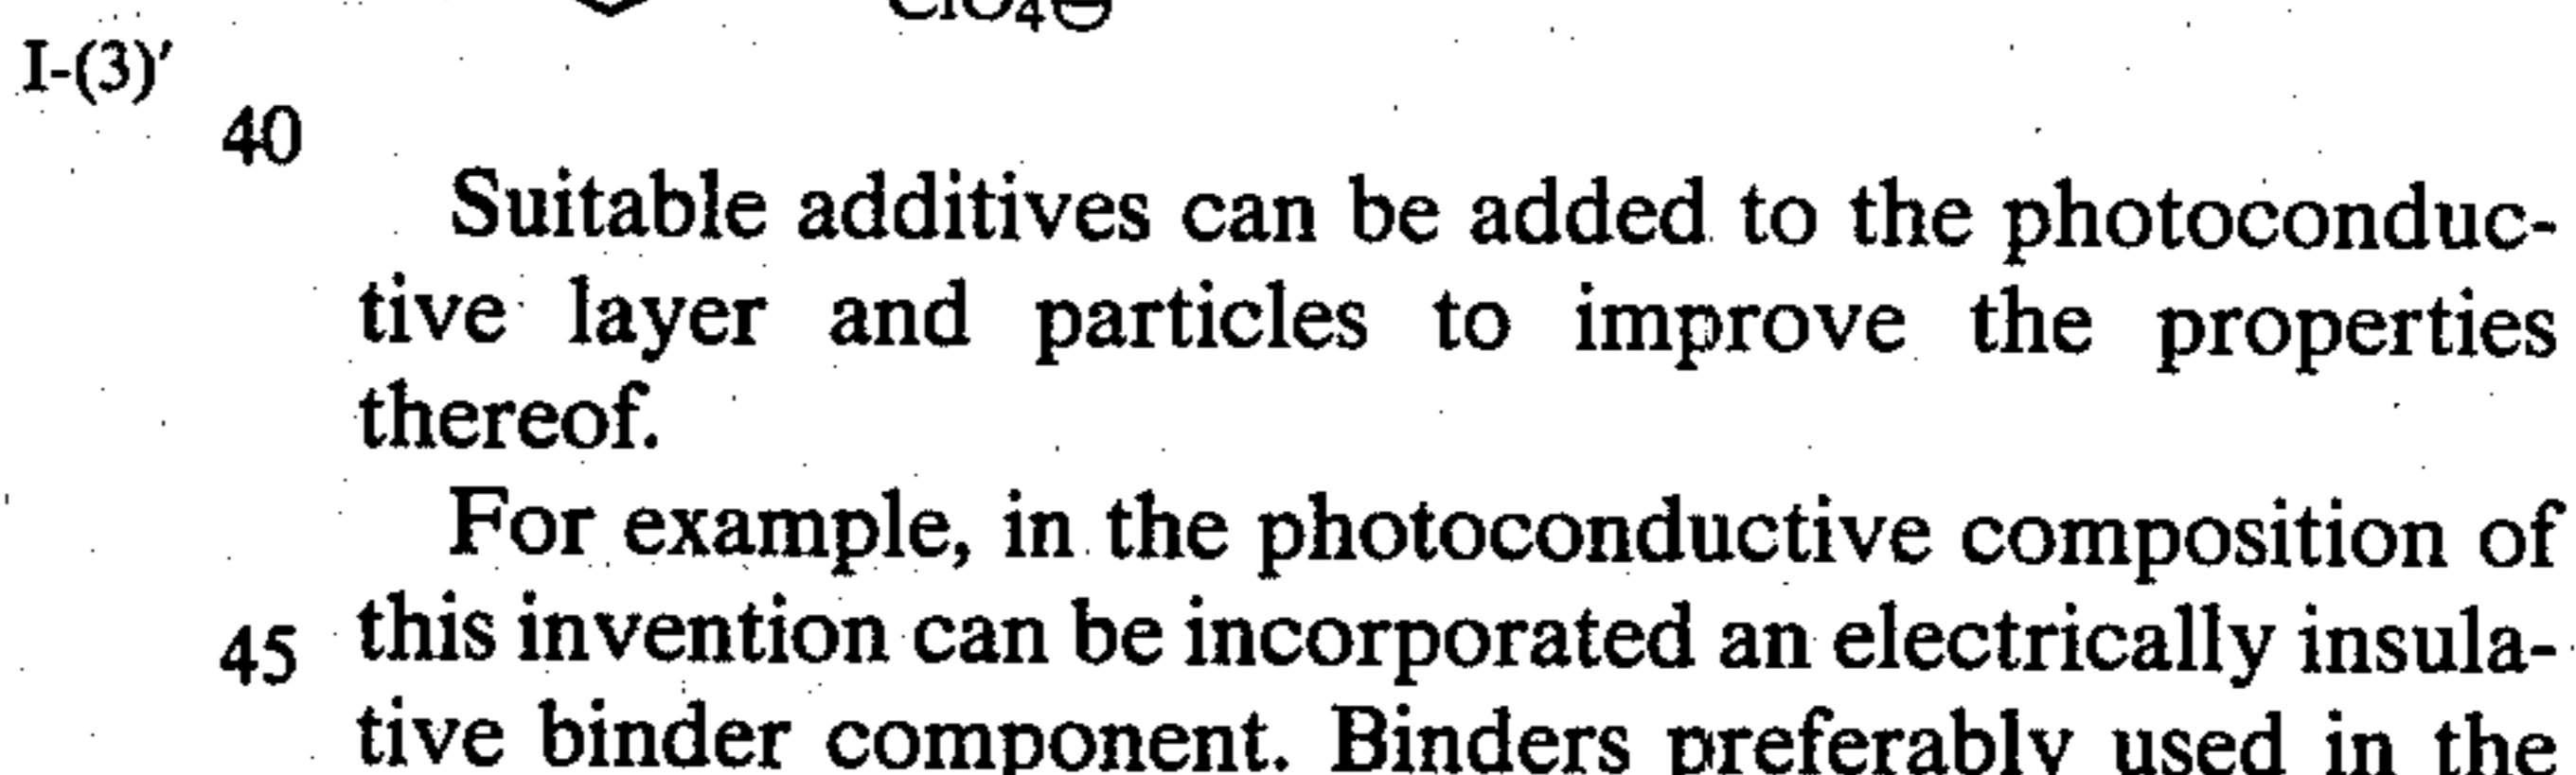 ClO4⊖
I-(3)'
40
Suitable additives can be added to the photoconduc-
tive layer and particles to improve the properties
thereof.
For example, in the photoconductive composition of
45 this invention can be incorporated an electrically insula-
tive binder component. Binders preferably used in the